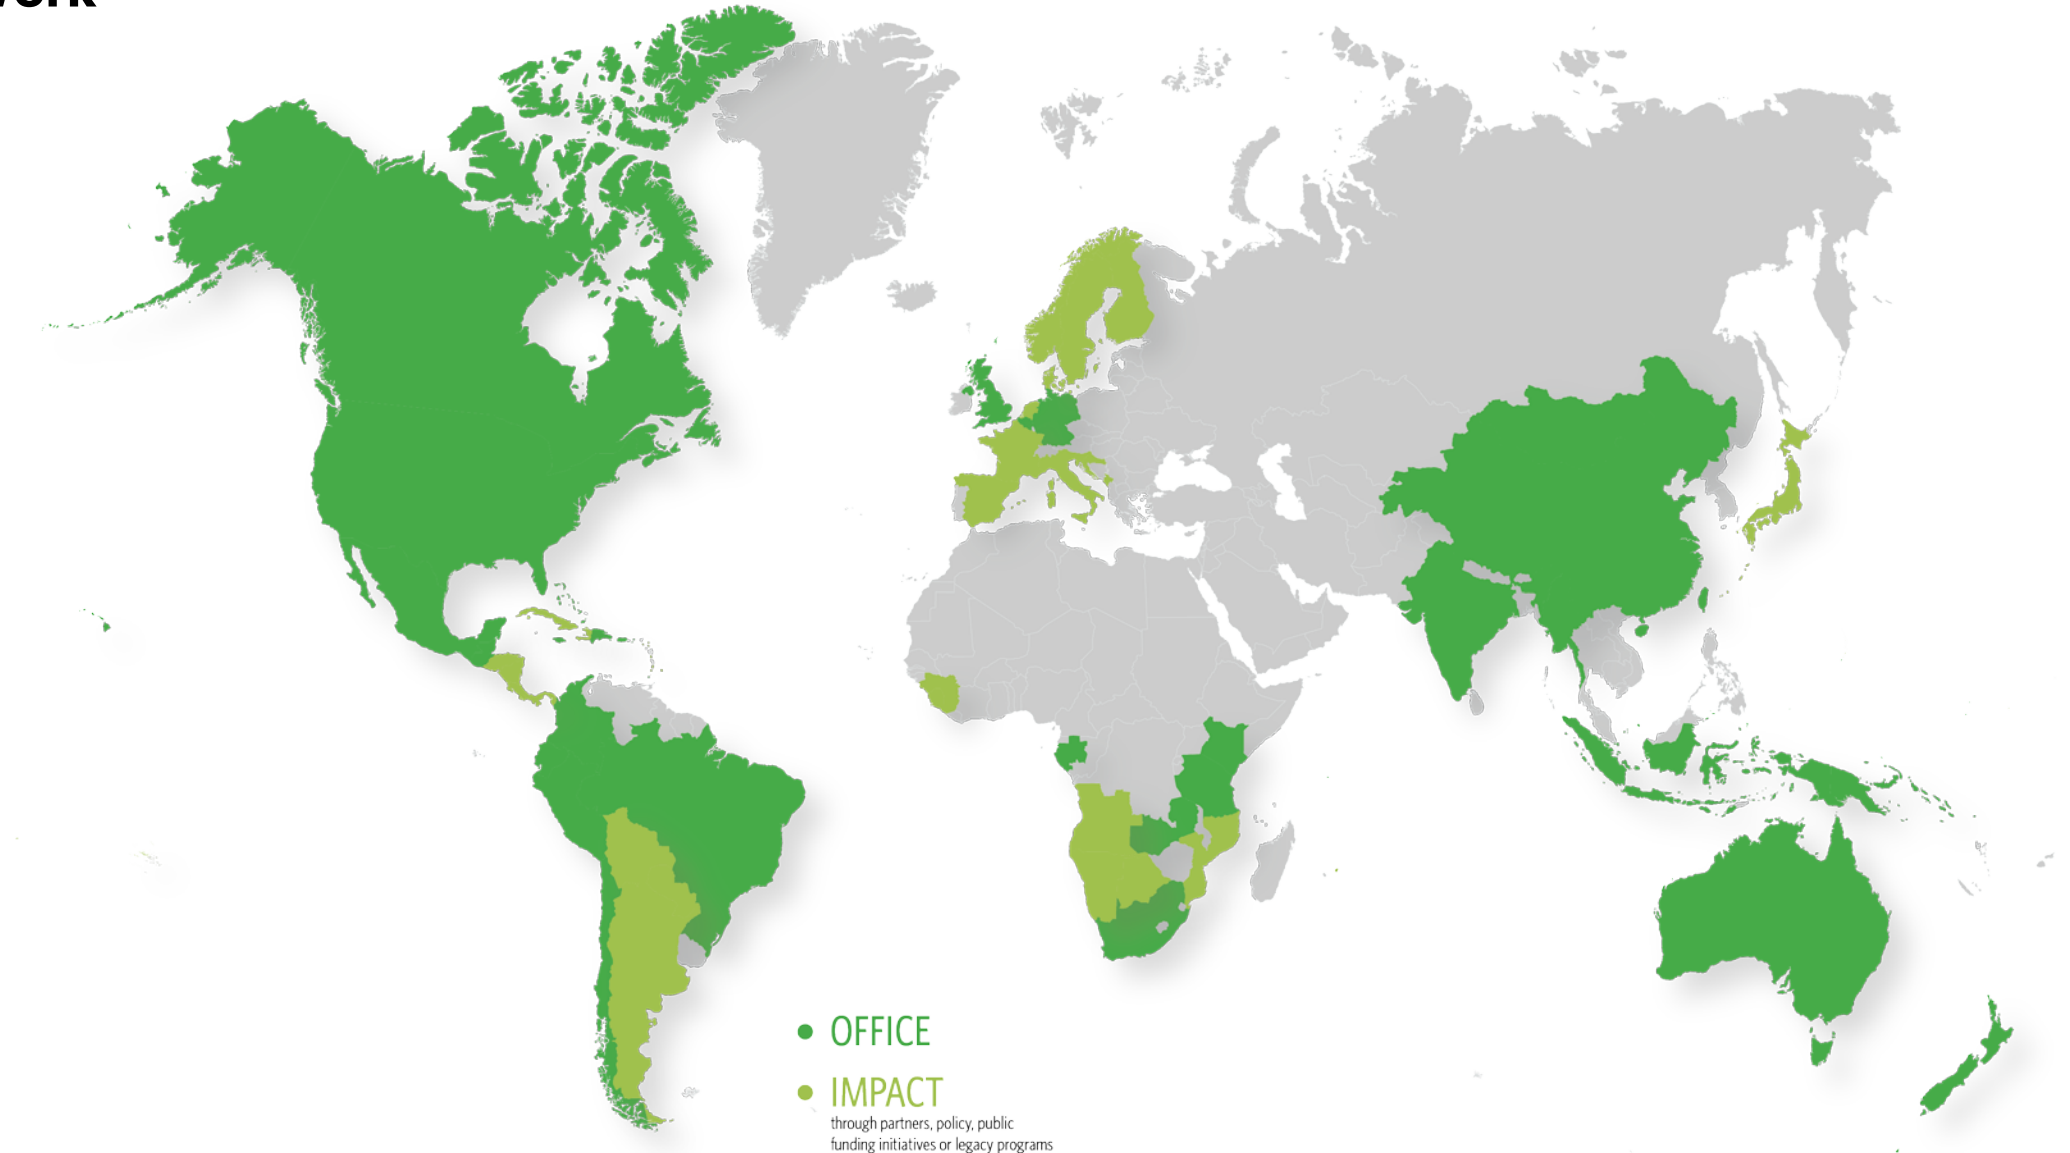 OFFICE
IMPACT
through partners, policy, public
funding initiatives or legacy programs